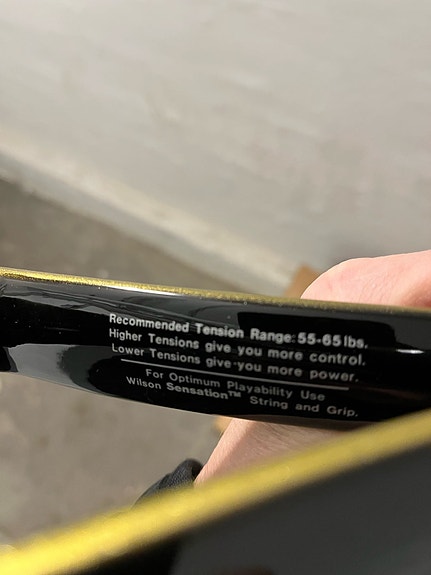 Recommended Tension Range: 55-65 lbs.
Higher Tensions give you more control.
Lower Tensions give you more power.
For Optimum Playability Use
Wilson Sensation™ String and Grip.